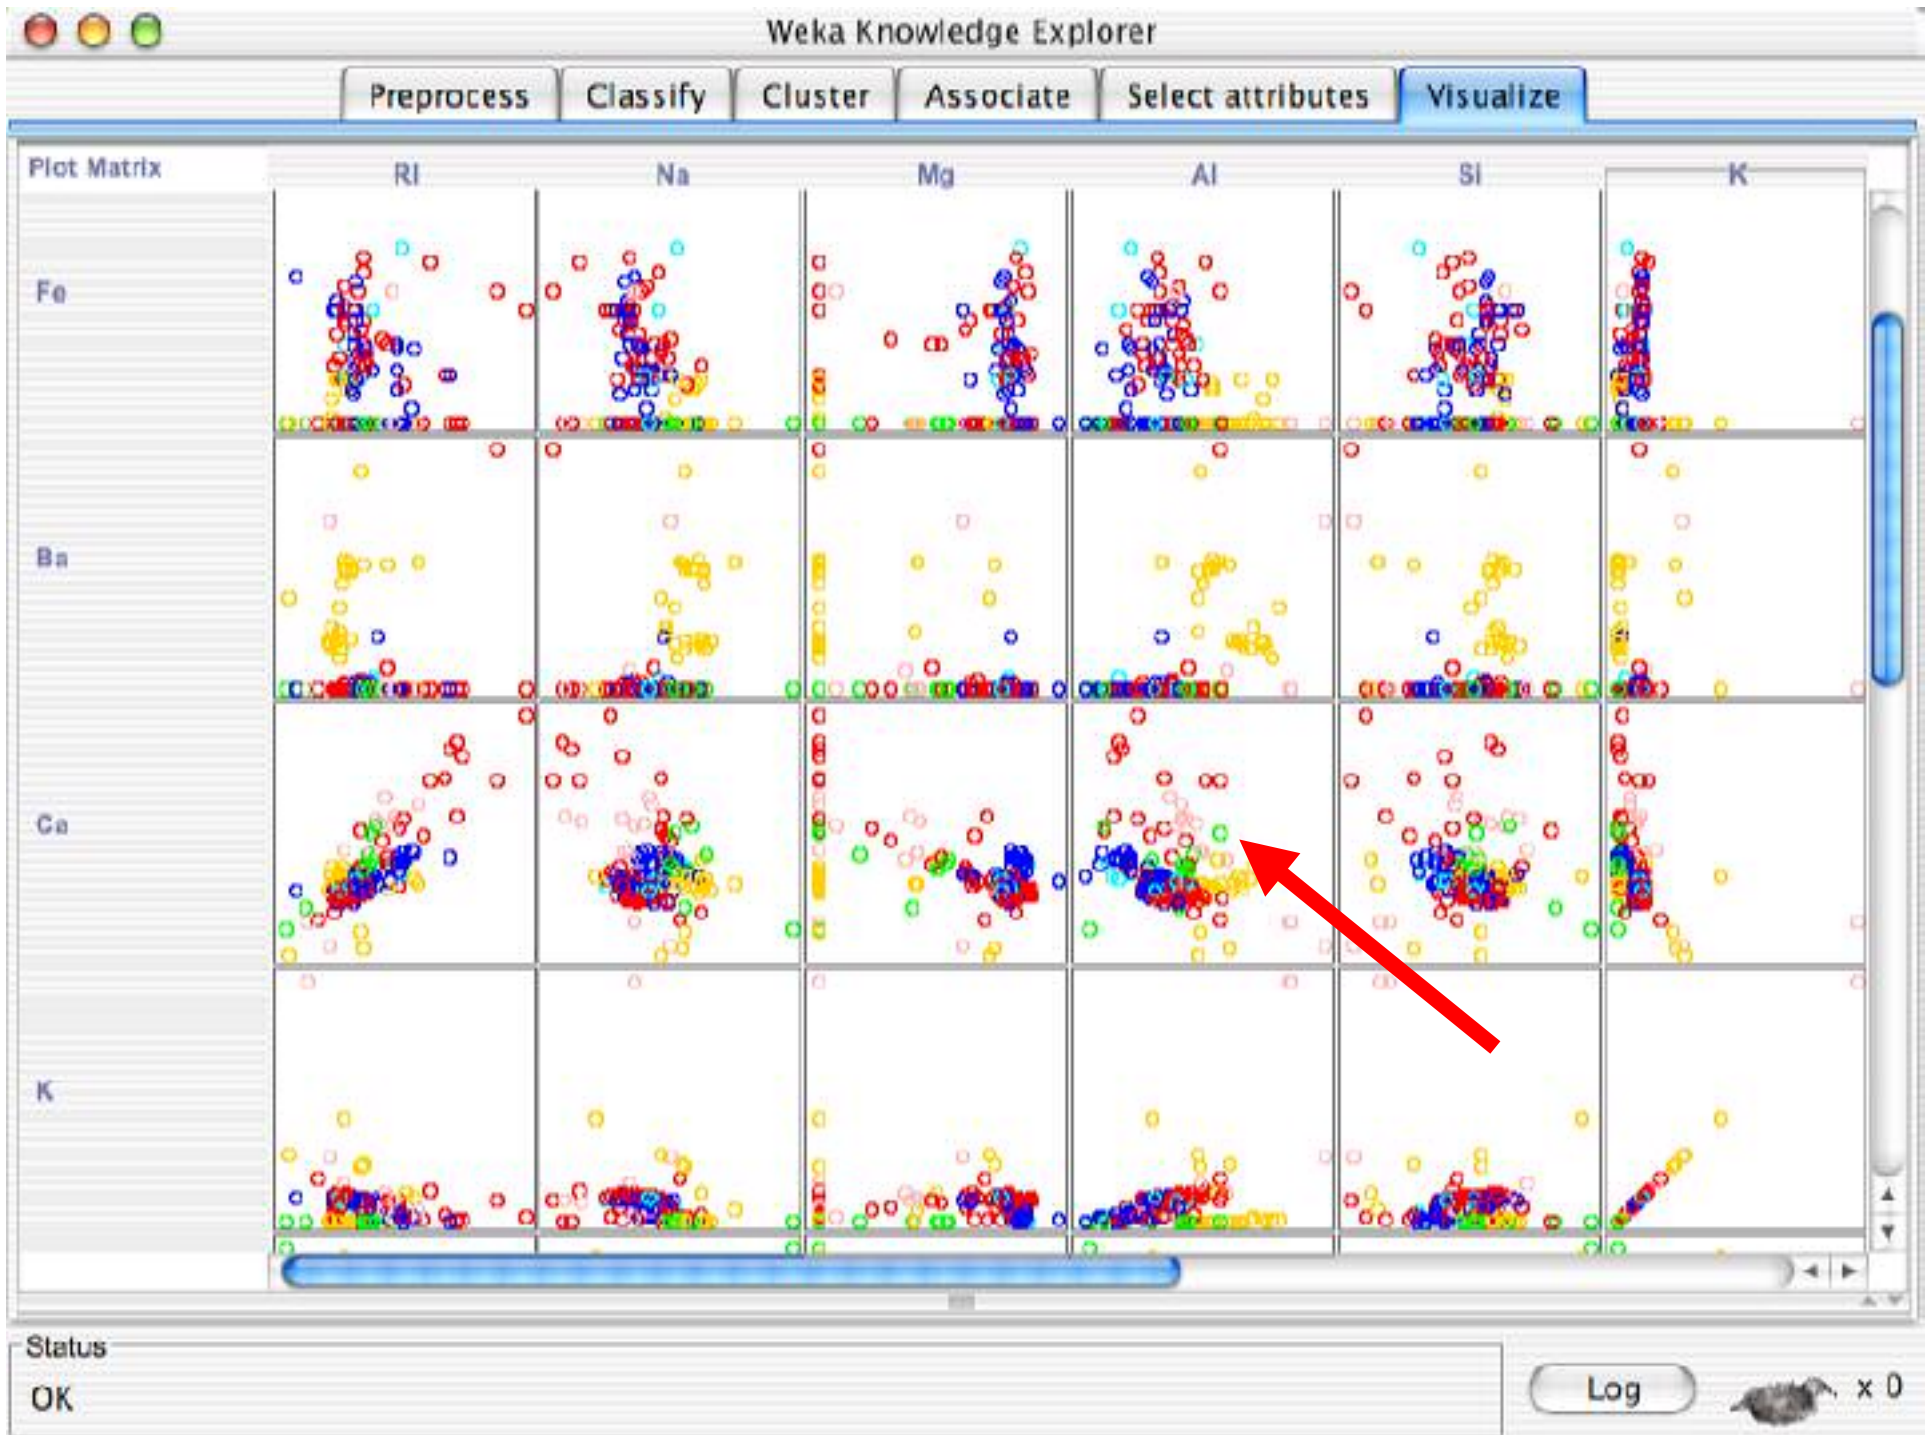 Weka Knowledge Explorer
Preprocess Classify Cluster Associate Select attributes Visualize
Plot Matrix RI Na Mg Al Si K
Fe
Ba
Ca
K
Status
OK
Log x 0